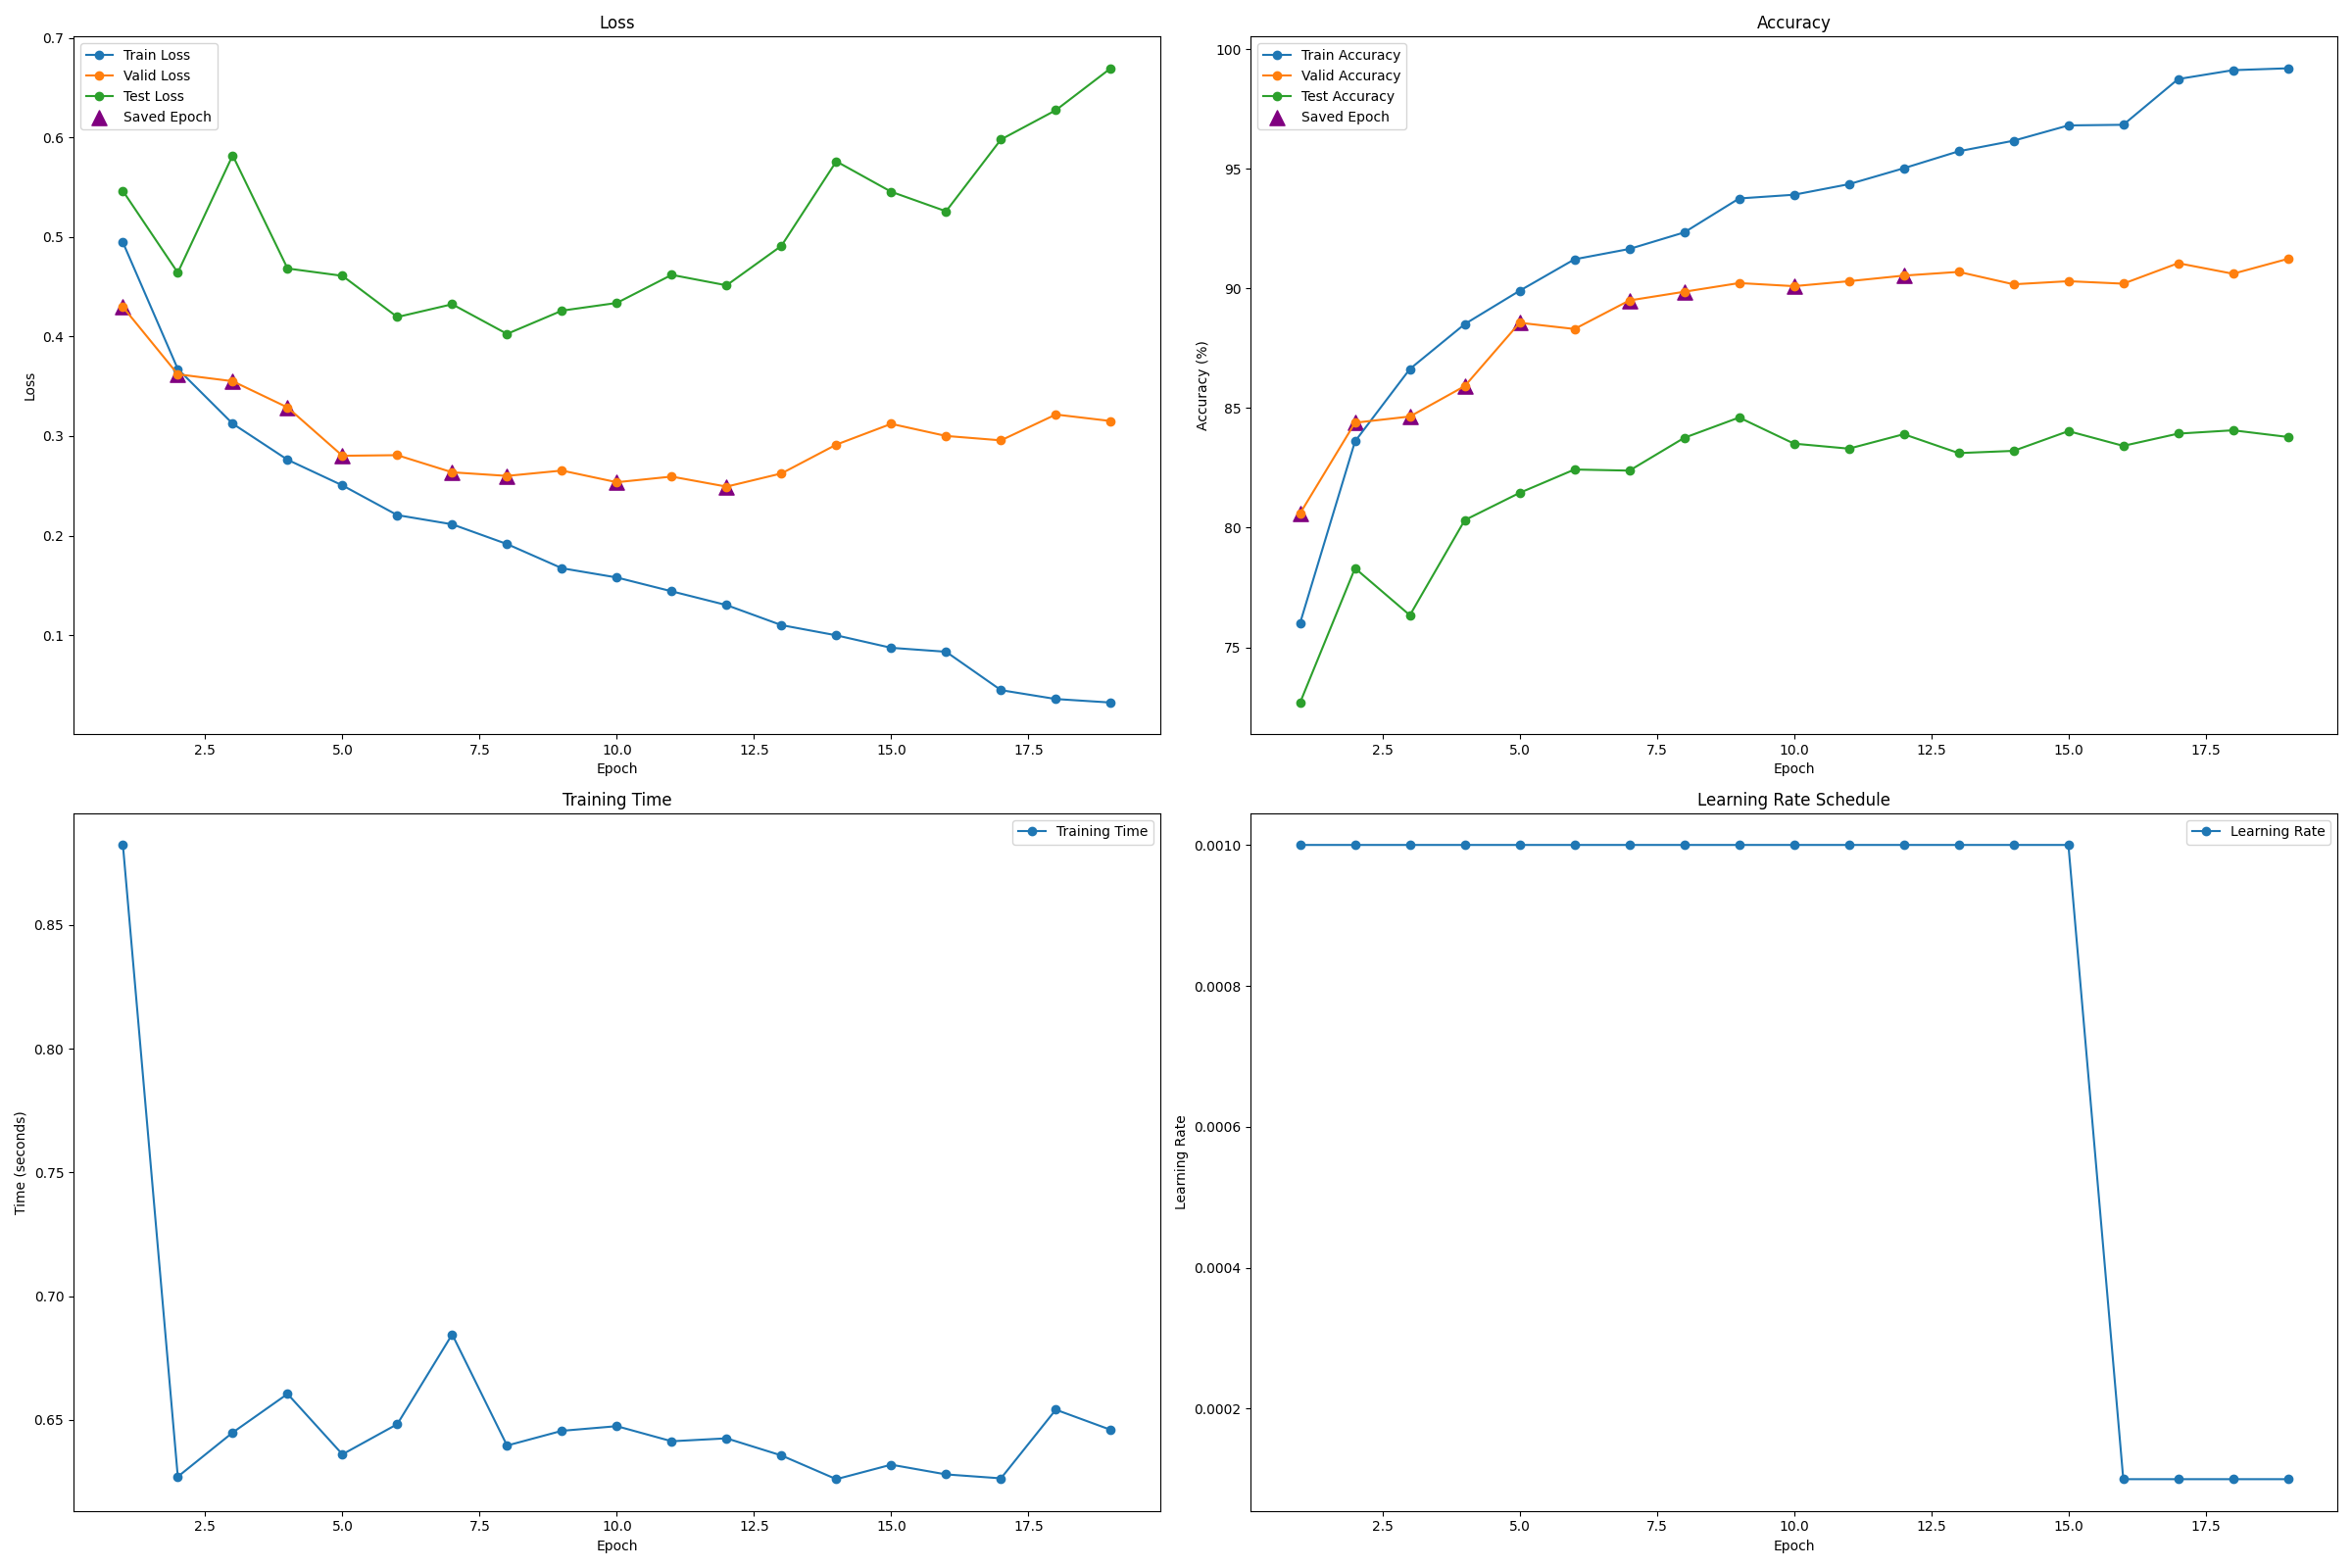 Loss
0.7
0.6
0.5
0.4
0.3
0.2
0.1
Loss
Train Loss
Valid Loss
Test Loss
Saved Epoch
2.5 5.0 7.5 10.0 12.5 15.0 17.5
Epoch
Accuracy
100
95
90
85
80
75
Accuracy (%)
Train Accuracy
Valid Accuracy
Test Accuracy
Saved Epoch
2.5 5.0 7.5 10.0 12.5 15.0 17.5
Epoch
Training Time
0.85
0.80
0.75
0.70
0.65
Time (seconds)
Training Time
2.5 5.0 7.5 10.0 12.5 15.0 17.5
Epoch
Learning Rate Schedule
0.0010
0.0008
0.0006
0.0004
0.0002
Learning Rate
Learning Rate
2.5 5.0 7.5 10.0 12.5 15.0 17.5
Epoch